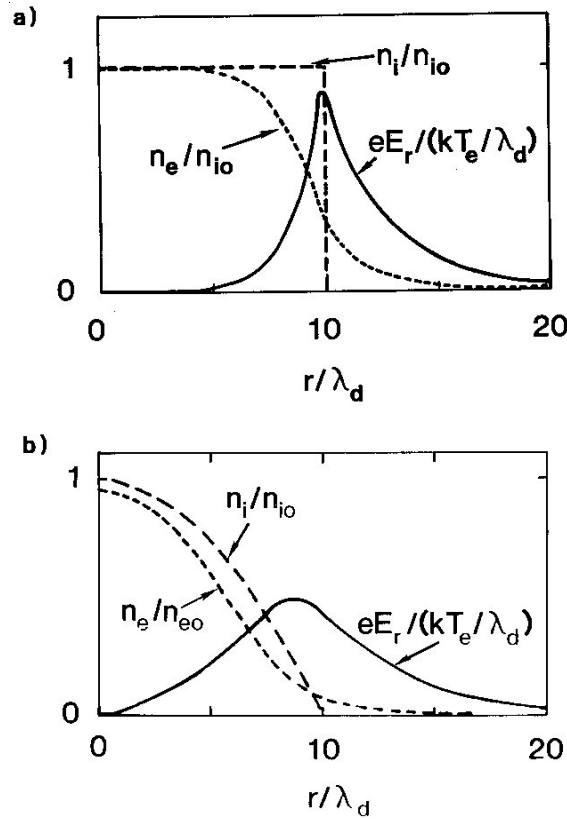 a)
1
n_i/n_io
n_e/n_io
eE_r/(kT_e/λ_d)
0
0 10 20
r/λ_d
b)
1
n_i/n_io
n_e/n_eo
eE_r/(kT_e/λ_d)
0
0 10 20
r/λ_d